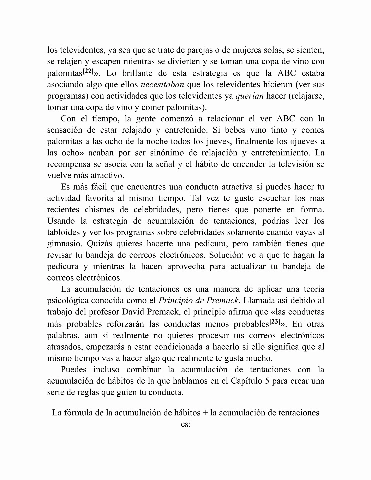 los televidentes, ya sea que se trate de parejas o de mujeres solas, se sienten,
se relajen y escapen mientras se divierten y se toman una copa de vino con
palomitas[22]». Lo brillante de esta estrategia es que la ABC estaba
asociando algo que ellos necesitaban que los televidentes hicieran (ver sus
programas) con actividades que los televidentes ya querían hacer (relajarse,
tomar una copa de vino y comer palomitas).
Con el tiempo, la gente comenzó a relacionar el ver ABC con la
sensación de estar relajado y entretenido. Si bebes vino tinto y comes
palomitas a las ocho de la noche todos los jueves, finalmente los «jueves a
las ocho» acaban por ser sinónimo de relajación y entretenimiento. La
recompensa se asocia con la señal y el hábito de encender la televisión se
vuelve más atractivo.
Es más fácil que encuentres una conducta atractiva si puedes hacer tu
actividad favorita al mismo tiempo. Tal vez te guste escuchar los más
recientes chismes de celebridades, pero tienes que ponerte en forma.
Usando la estrategia de acumulación de tentaciones, podrías leer los
tabloides y ver los programas sobre celebridades solamente cuando vayas al
gimnasio. Quizás quieres hacerte una pedicura, pero también tienes que
revisar tu bandeja de correos electrónicos. Solución: ve a que te hagan la
pedicura y mientras la hacen aprovecha para actualizar tu bandeja de
correos electrónicos.
La acumulación de tentaciones es una manera de aplicar una teoría
psicológica conocida como el Principio de Premack. Llamada así debido al
trabajo del profesor David Premack, el principio afirma que «las conductas
más probables reforzarán las conductas menos probables[23]». En otras
palabras, aun si realmente no quieres procesar tus correos electrónicos
atrasados, empezarás a estar condicionada a hacerlo si ello significa que al
mismo tiempo vas a hacer algo que realmente te gusta mucho.
Puedes incluso combinar la acumulación de tentaciones con la
acumulación de hábitos de la que hablamos en el Capítulo 5 para crear una
serie de reglas que guíen tu conducta.
La fórmula de la acumulación de hábitos + la acumulación de tentaciones
es: